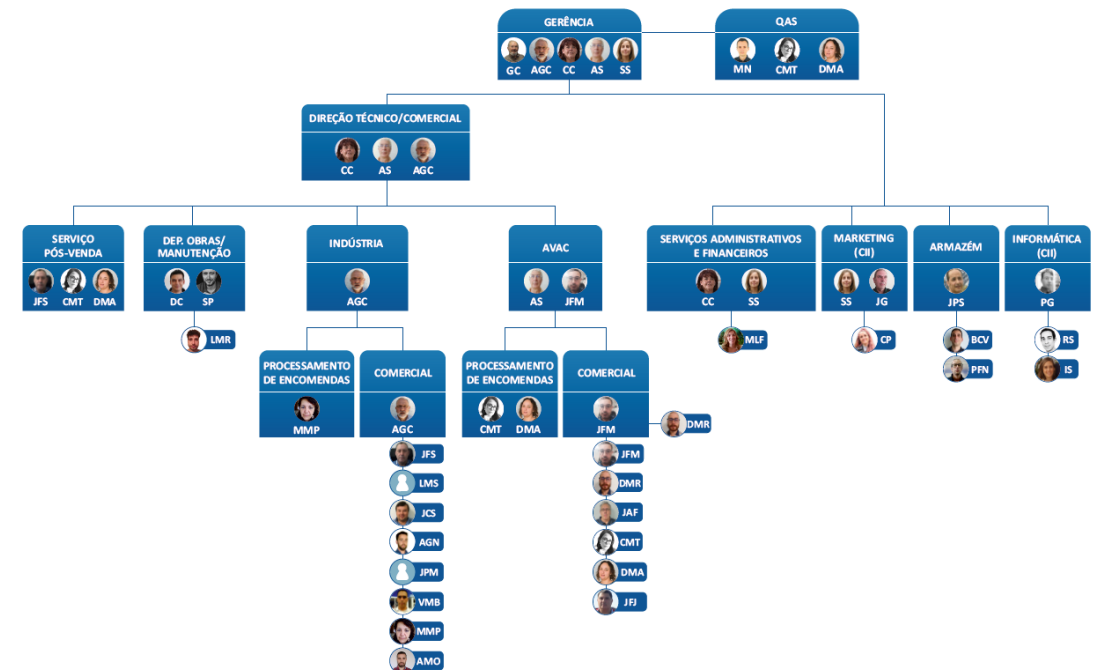 GERÊNCIA
GC AGC CC AS SS
QAS
MN CMT DMA
DIREÇÃO TÉCNICO/COMERCIAL
CC AS AGC
SERVIÇO
PÓS-VENDA
JFS CMT DMA
DEP. OBRAS/
MANUTENÇÃO
DC SP
LMR
INDÚSTRIA
AGC
PROCESSAMENTO
DE ENCOMENDAS
MMP
COMERCIAL
AGC
JFS
LMS
JCS
AGN
JPM
VMB
MMP
AMO
AVAC
AS JFM
PROCESSAMENTO
DE ENCOMENDAS
CMT DMA
COMERCIAL
JFM
DMR
JFM
DMR
JAF
CMT
DMA
JFJ
SERVIÇOS ADMINISTRATIVOS
E FINANCEIROS
CC SS
MLF
MARKETING
(CII)
SS JG
CP
ARMAZÉM
JPS
BCV
PFN
INFORMÁTICA
(CII)
PG
RS
IS